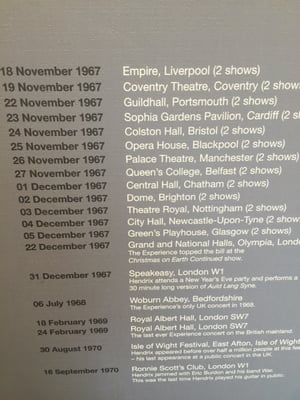 18 November 1967 Empire, Liverpool (2 shows)
19 November 1967 Coventry Theatre, Coventry (2 shows)
22 November 1967 Guildhall, Portsmouth (2 shows)
23 November 1967 Sophia Gardens Pavilion, Cardiff (2 s
24 November 1967 Colston Hall, Bristol (2 shows)
25 November 1967 Opera House, Blackpool (2 shows)
26 November 1967 Palace Theatre, Manchester (2 shows)
27 November 1967 Queen's College, Belfast (2 shows)
01 December 1967 Central Hall, Chatham (2 shows)
02 December 1967 Dome, Brighton (2 shows)
03 December 1967 Theatre Royal, Nottingham (2 shows)
04 December 1967 City Hall, Newcastle-Upon-Tyne (2 show
05 December 1967 Green's Playhouse, Glasgow (2 shows)
22 December 1967 Grand and National Halls, Olympia, Lond
The Experience topped the bill at the
Christmas on Earth Continued show.
31 December 1967 Speakeasy, London W1
Hendrix attends a New Year's Eve party and performs a
30 minute long version of Auld Lang Syne.
06 July 1968 Woburn Abbey, Bedfordshire
The Experience's only UK concert in 1968.
18 February 1969 Royal Albert Hall, London SW7
24 February 1969 Royal Albert Hall, London SW7
The last ever Experience concert on the British mainland.
30 August 1970 Isle of Wight Festival, East Afton, Isle of Wight
Hendrix appeared before over half a million people at this fes
– his last appearance at a public concert in the UK.
16 September 1970 Ronnie Scott's Club, London W1
Hendrix jammed with Eric Burdon and his band War.
This was the last time Hendrix played his guitar in public.